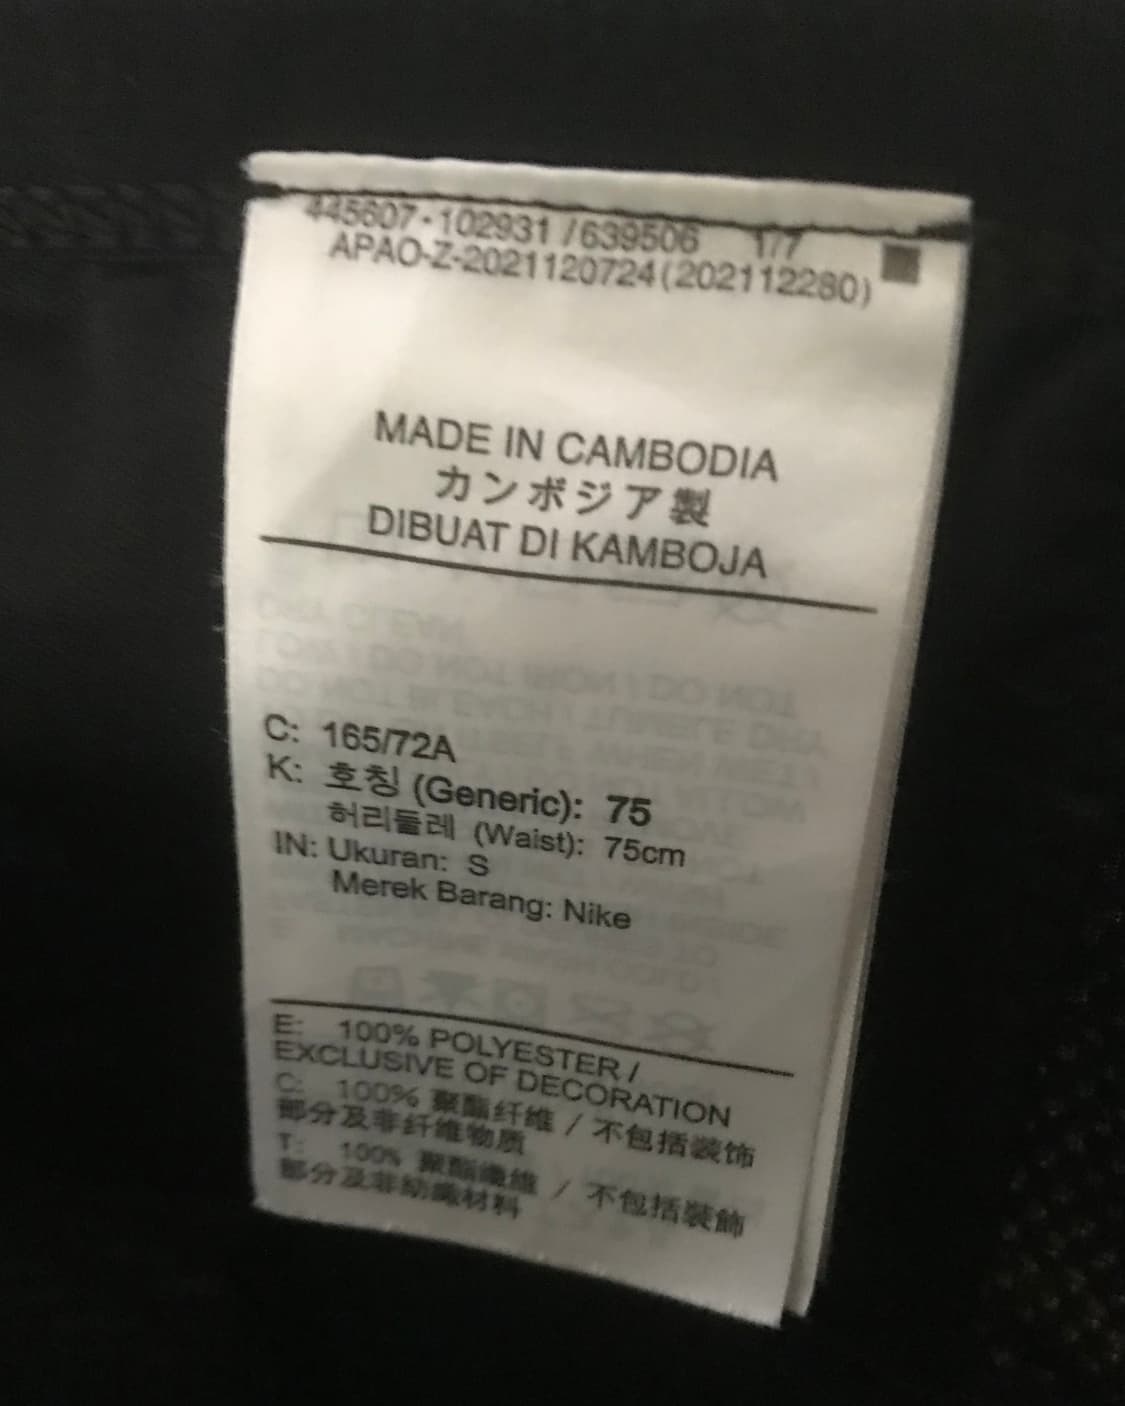 445607-102931 /639506 1/7
APAO-Z-2021120724(202112280)
MADE IN CAMBODIA
カンボジア製
DIBUAT DI KAMBOJA
C: 165/72A
K: 호칭 (Generic): 75
허리둘레 (Waist): 75cm
IN: Ukuran: S
Merek Barang: Nike
E: 100% POLYESTER /
EXCLUSIVE OF DECORATION
C: 100% 聚酯纤维 / 不包括装饰
部分及非纤维物质
T: 100% 聚酯纖維 / 不包括裝飾
部分及非紡織材料